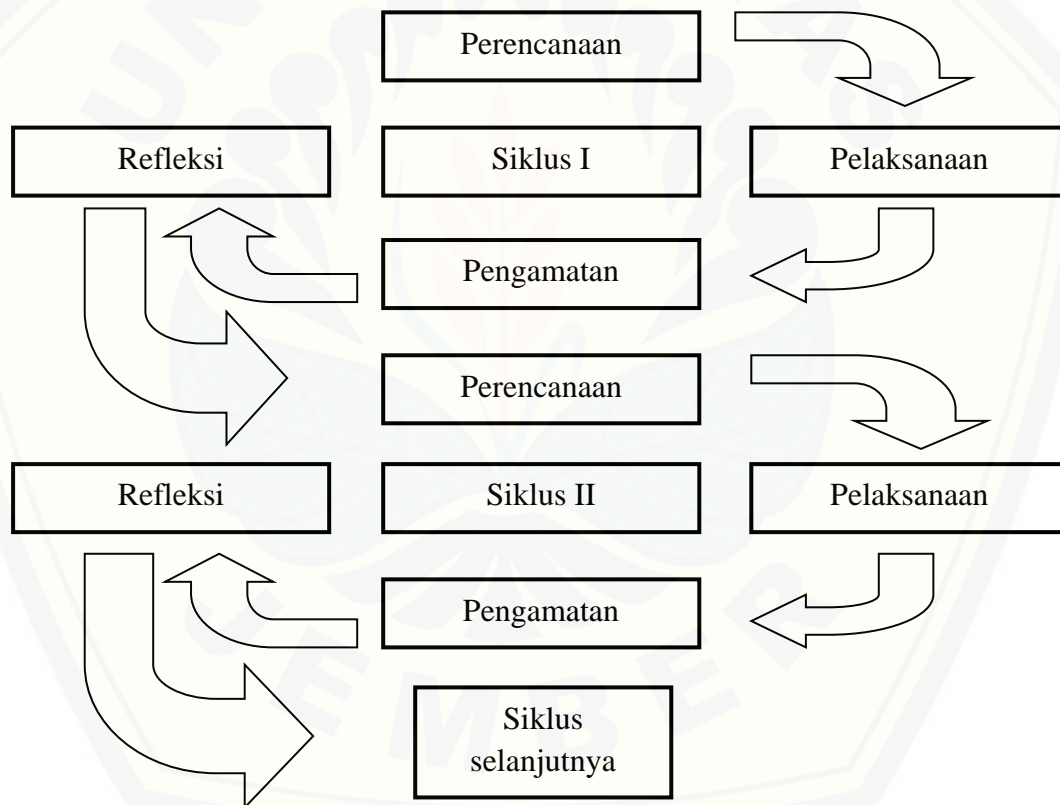 Perencanaan
Refleksi
Siklus I
Pelaksanaan
Pengamatan
Perencanaan
Refleksi
Siklus II
Pelaksanaan
Pengamatan
Siklus
selanjutnya